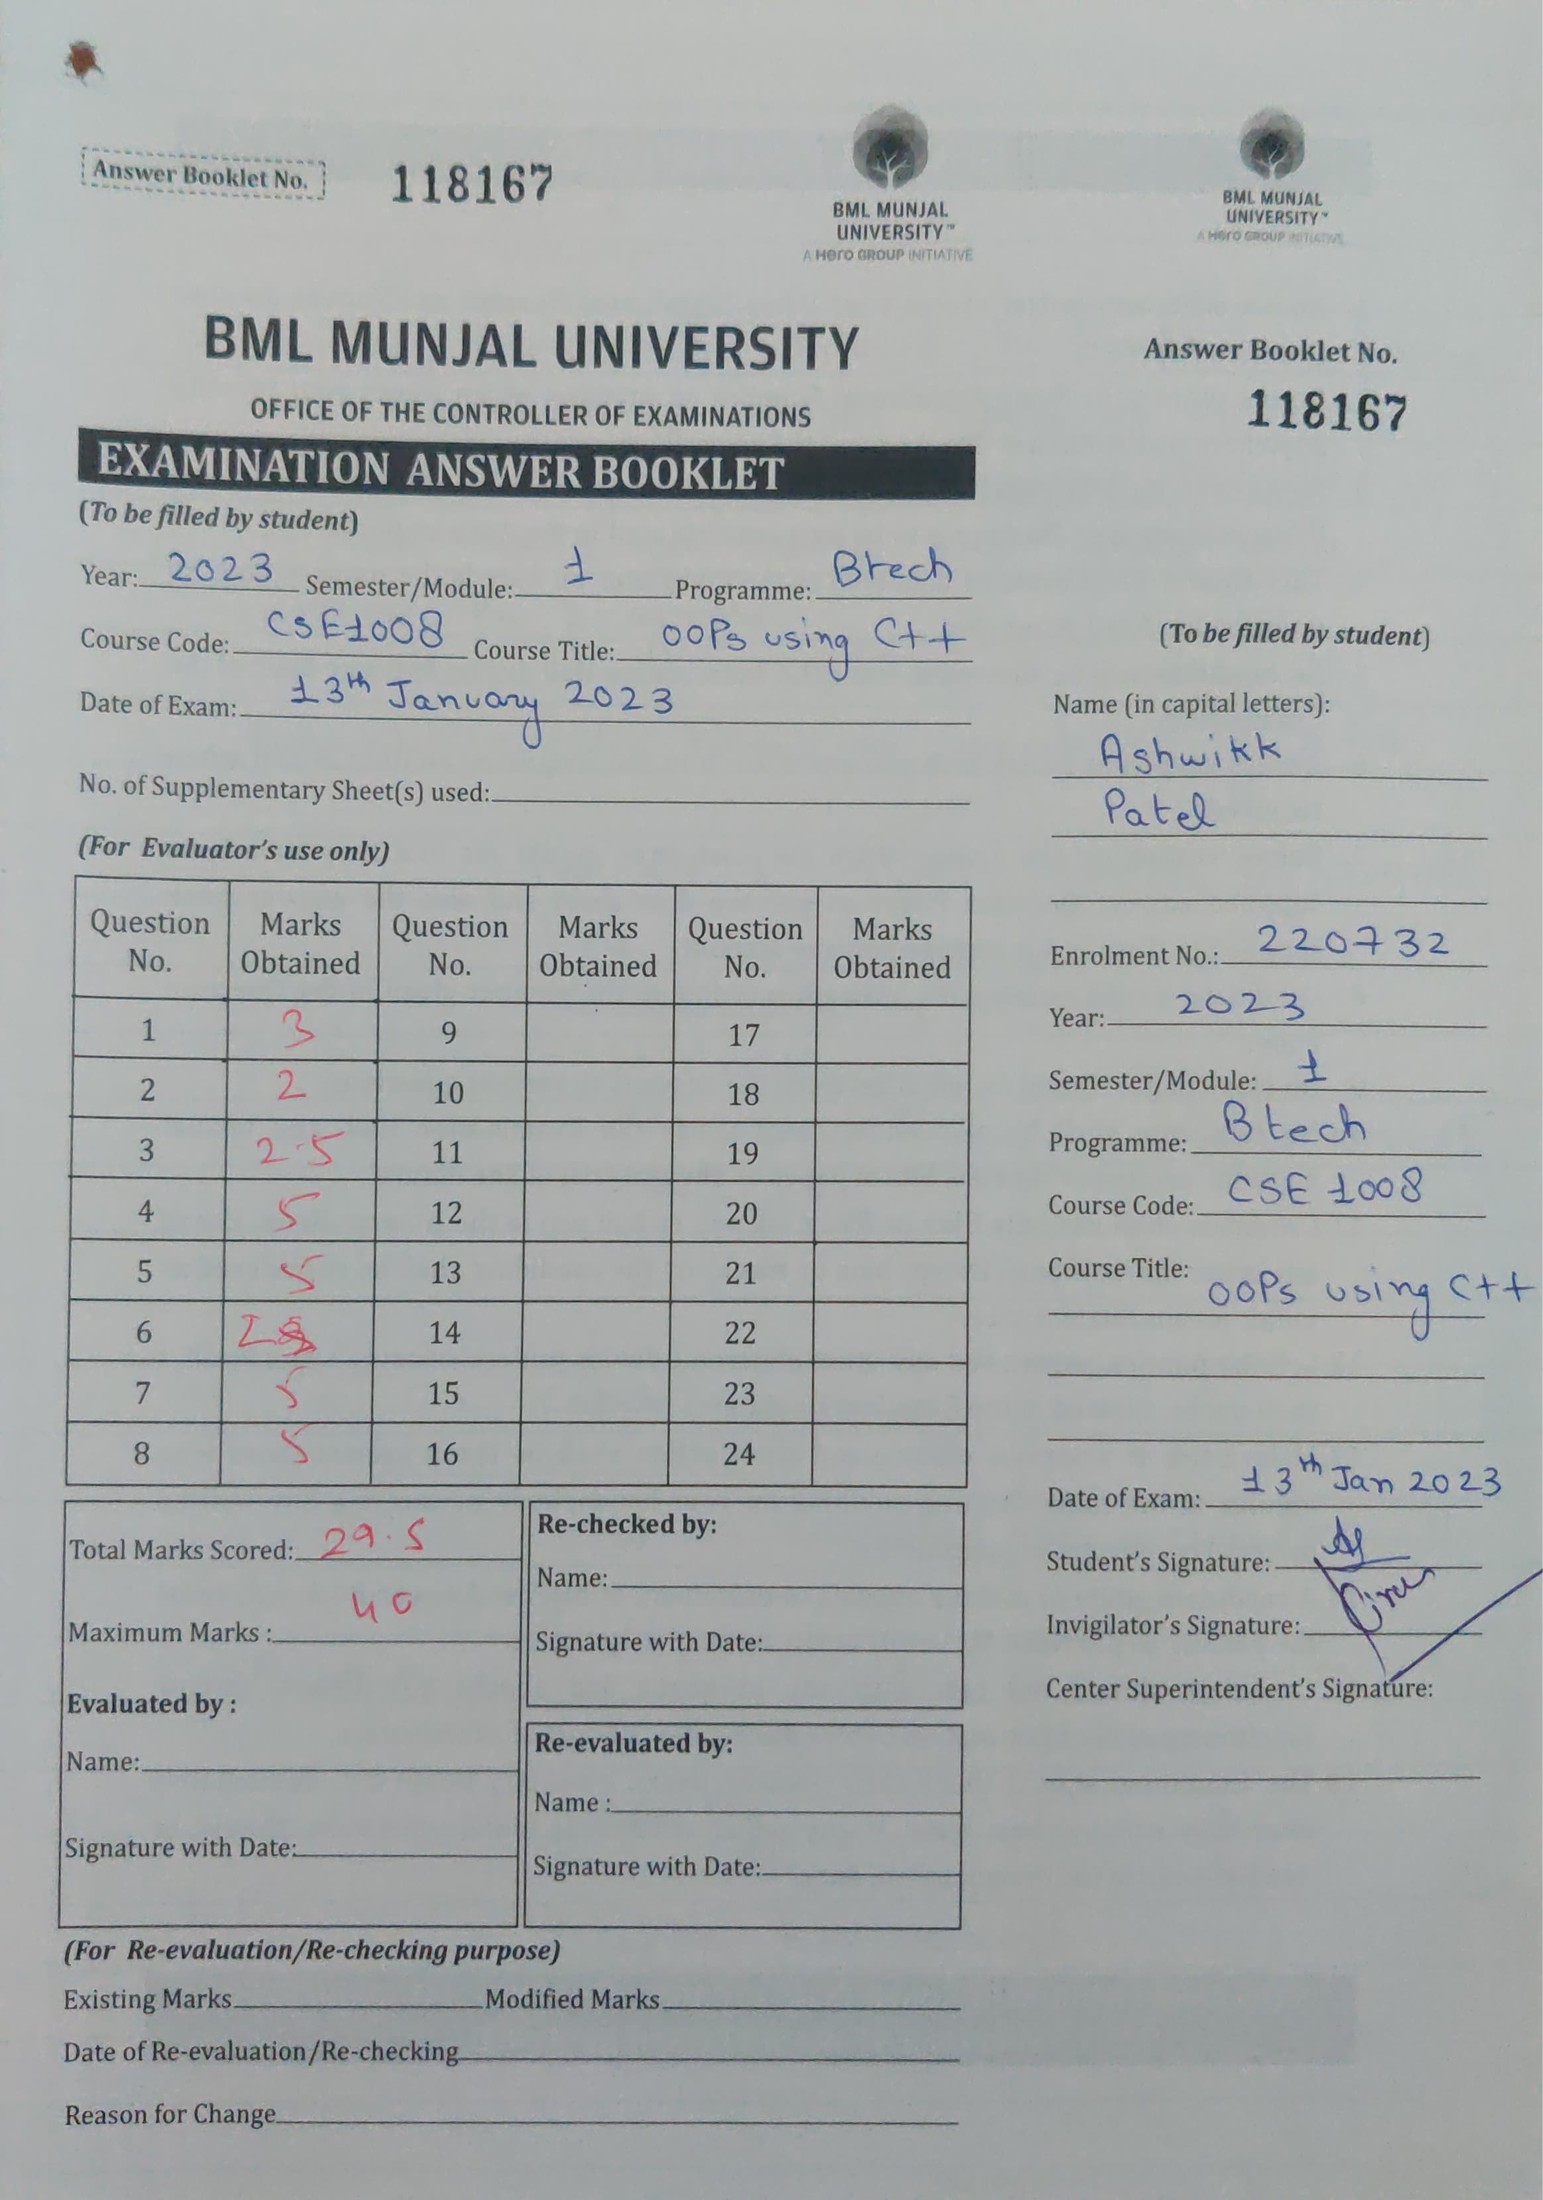 Answer Booklet No. 118167
BML MUNJAL
UNIVERSITY™
A Hero GROUP INITIATIVE
BML MUNJAL UNIVERSITY
OFFICE OF THE CONTROLLER OF EXAMINATIONS
EXAMINATION ANSWER BOOKLET
(To be filled by student)
Year: 2023 Semester/Module: 1 Programme: Btech
Course Code: CSE1008 Course Title: OOPs using C++
Date of Exam: 13th January 2023
No. of Supplementary Sheet(s) used:
(For Evaluator's use only)
Question No. Marks Obtained Question No. Marks Obtained Question No. Marks Obtained
1 3 9 17
2 2 10 18
3 2.5 11 19
4 5 12 20
5 5 13 21
6 14 22
7 5 15 23
8 5 16 24
Total Marks Scored: 29.5
Maximum Marks : 40
Evaluated by :
Name:
Signature with Date:
Re-checked by:
Name:
Signature with Date:
Re-evaluated by:
Name :
Signature with Date:
(For Re-evaluation/Re-checking purpose)
Existing Marks Modified Marks
Date of Re-evaluation/Re-checking
Reason for Change
BML MUNJAL
UNIVERSITY™
A Hero GROUP INITIATIVE
Answer Booklet No.
118167
(To be filled by student)
Name (in capital letters):
Ashwikk
Patel
Enrolment No.: 220732
Year: 2023
Semester/Module: 1
Programme: Btech
Course Code: CSE 1008
Course Title: OOPs using C++
Date of Exam: 13th Jan 2023
Student's Signature:
Invigilator's Signature:
Center Superintendent's Signature: